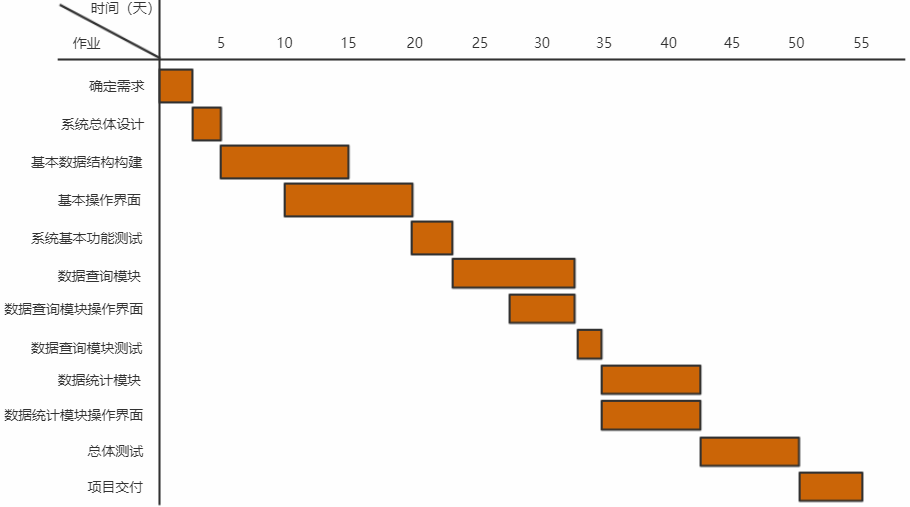 时间（天）
作业
5 10 15 20 25 30 35 40 45 50 55
确定需求
系统总体设计
基本数据结构构建
基本操作界面
系统基本功能测试
数据查询模块
数据查询模块操作界面
数据查询模块测试
数据统计模块
数据统计模块操作界面
总体测试
项目交付